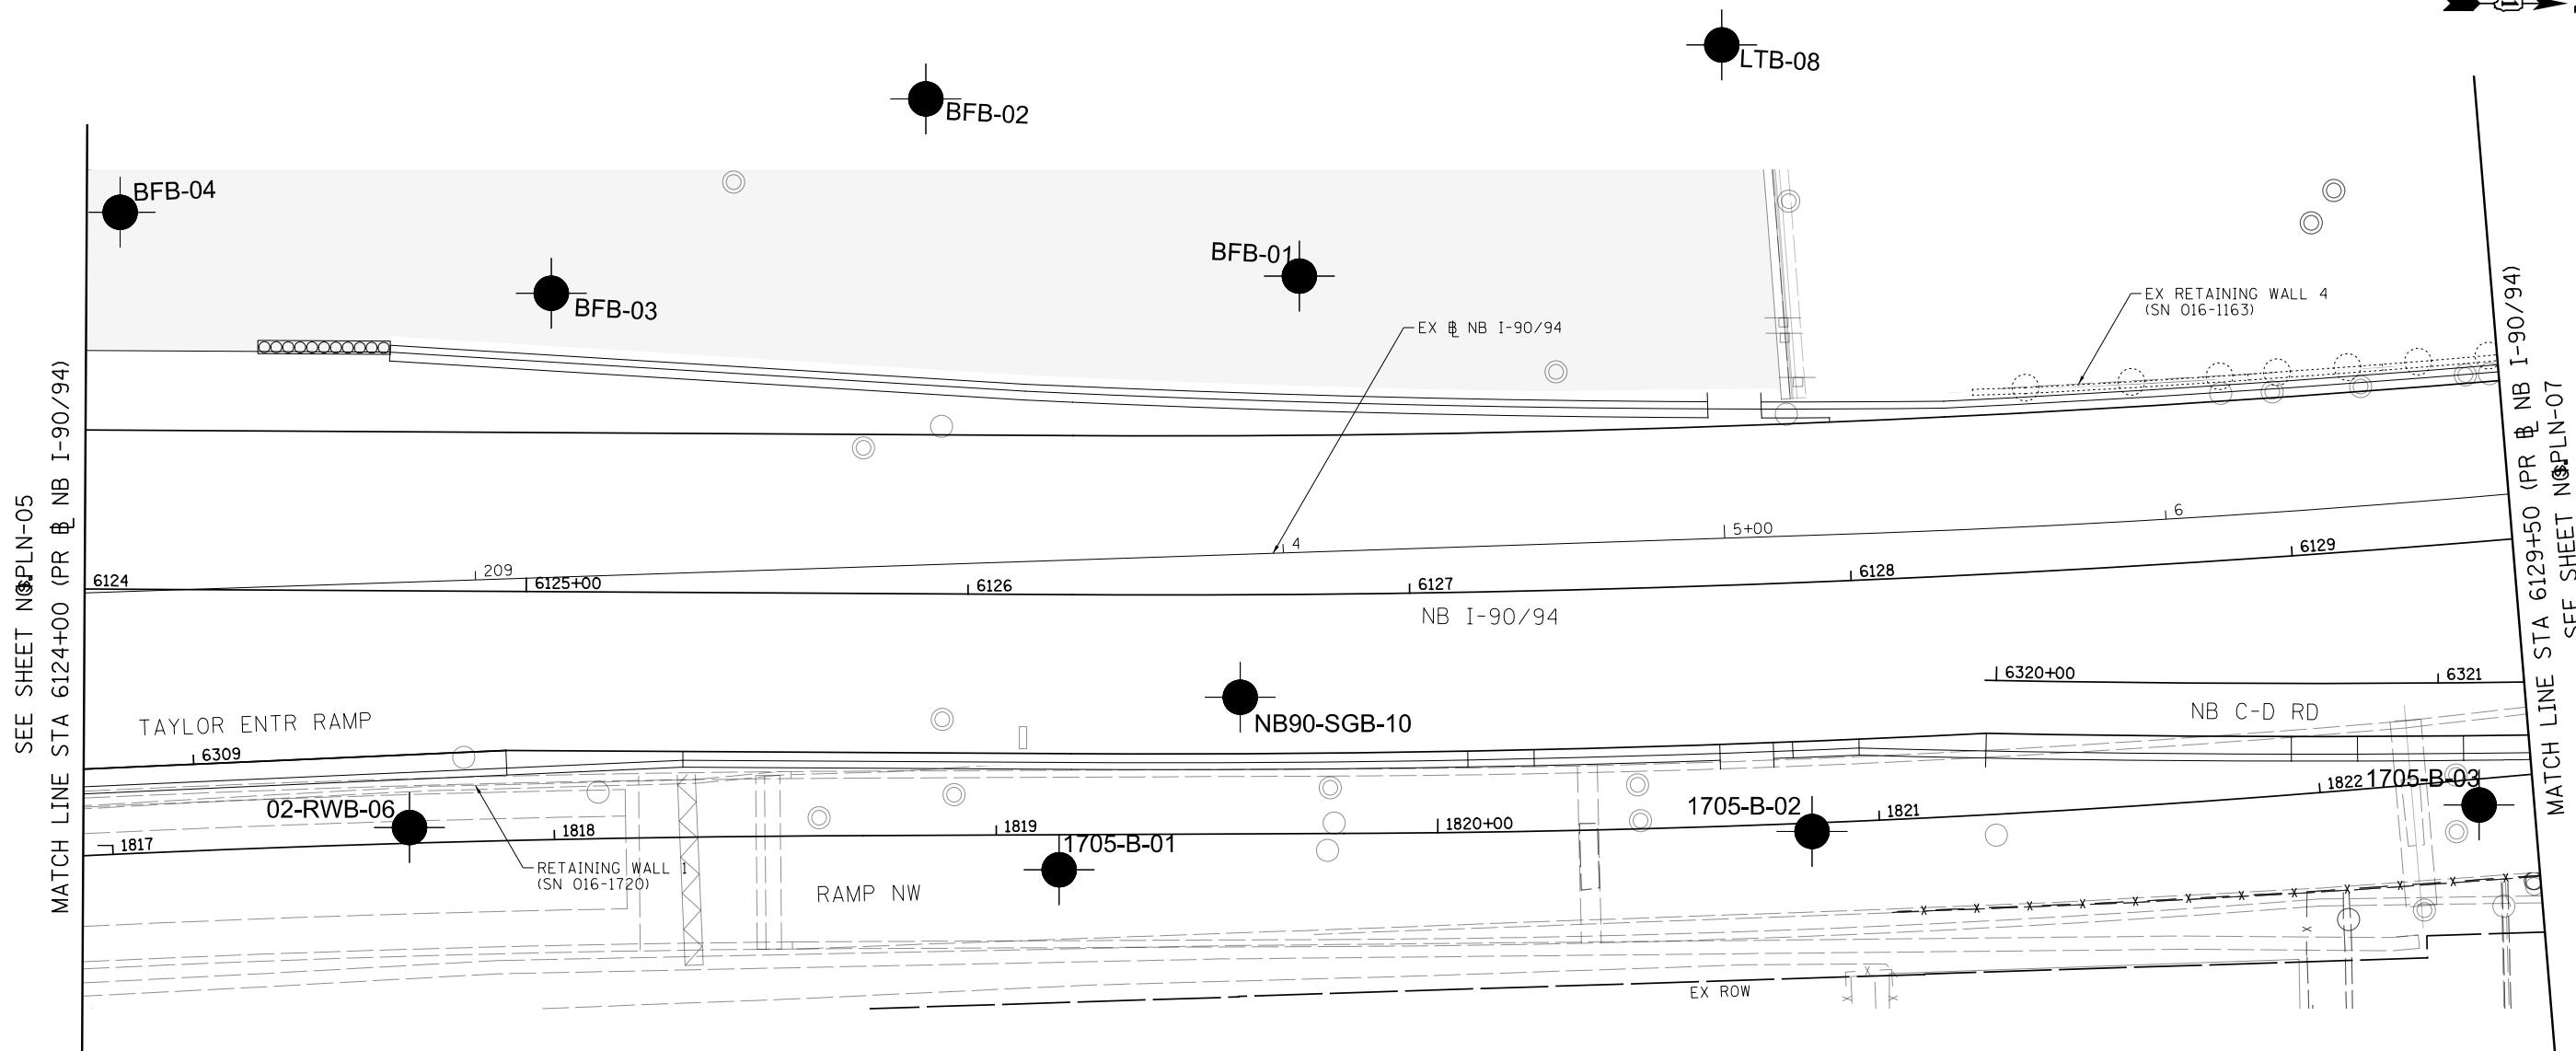 LTB-08
BFB-02
BFB-04
BFB-01
BFB-03
EX RETAINING WALL 4
(SN 016-1163)
EX ℄ NB I-90/94
SEE SHEET PLN-05
MATCH LINE STA 6124+00 (PR ℄ NB I-90/94)
6
5+00
4
209
6124
6125+00
6126
6127
6128
6129
NB I-90/94
6320+00
6321
NB C-D RD
TAYLOR ENTR RAMP
NB90-SGB-10
6309
02-RWB-06
1705-B-02
1822
1705-B-03
1817
1818
1819
1820+00
1821
1705-B-01
RETAINING WALL 1
(SN 016-1720)
RAMP NW
EX ROW
MATCH LINE STA 6129+50 (PR ℄ NB I-90/94)
SEE SHEET PLN-07